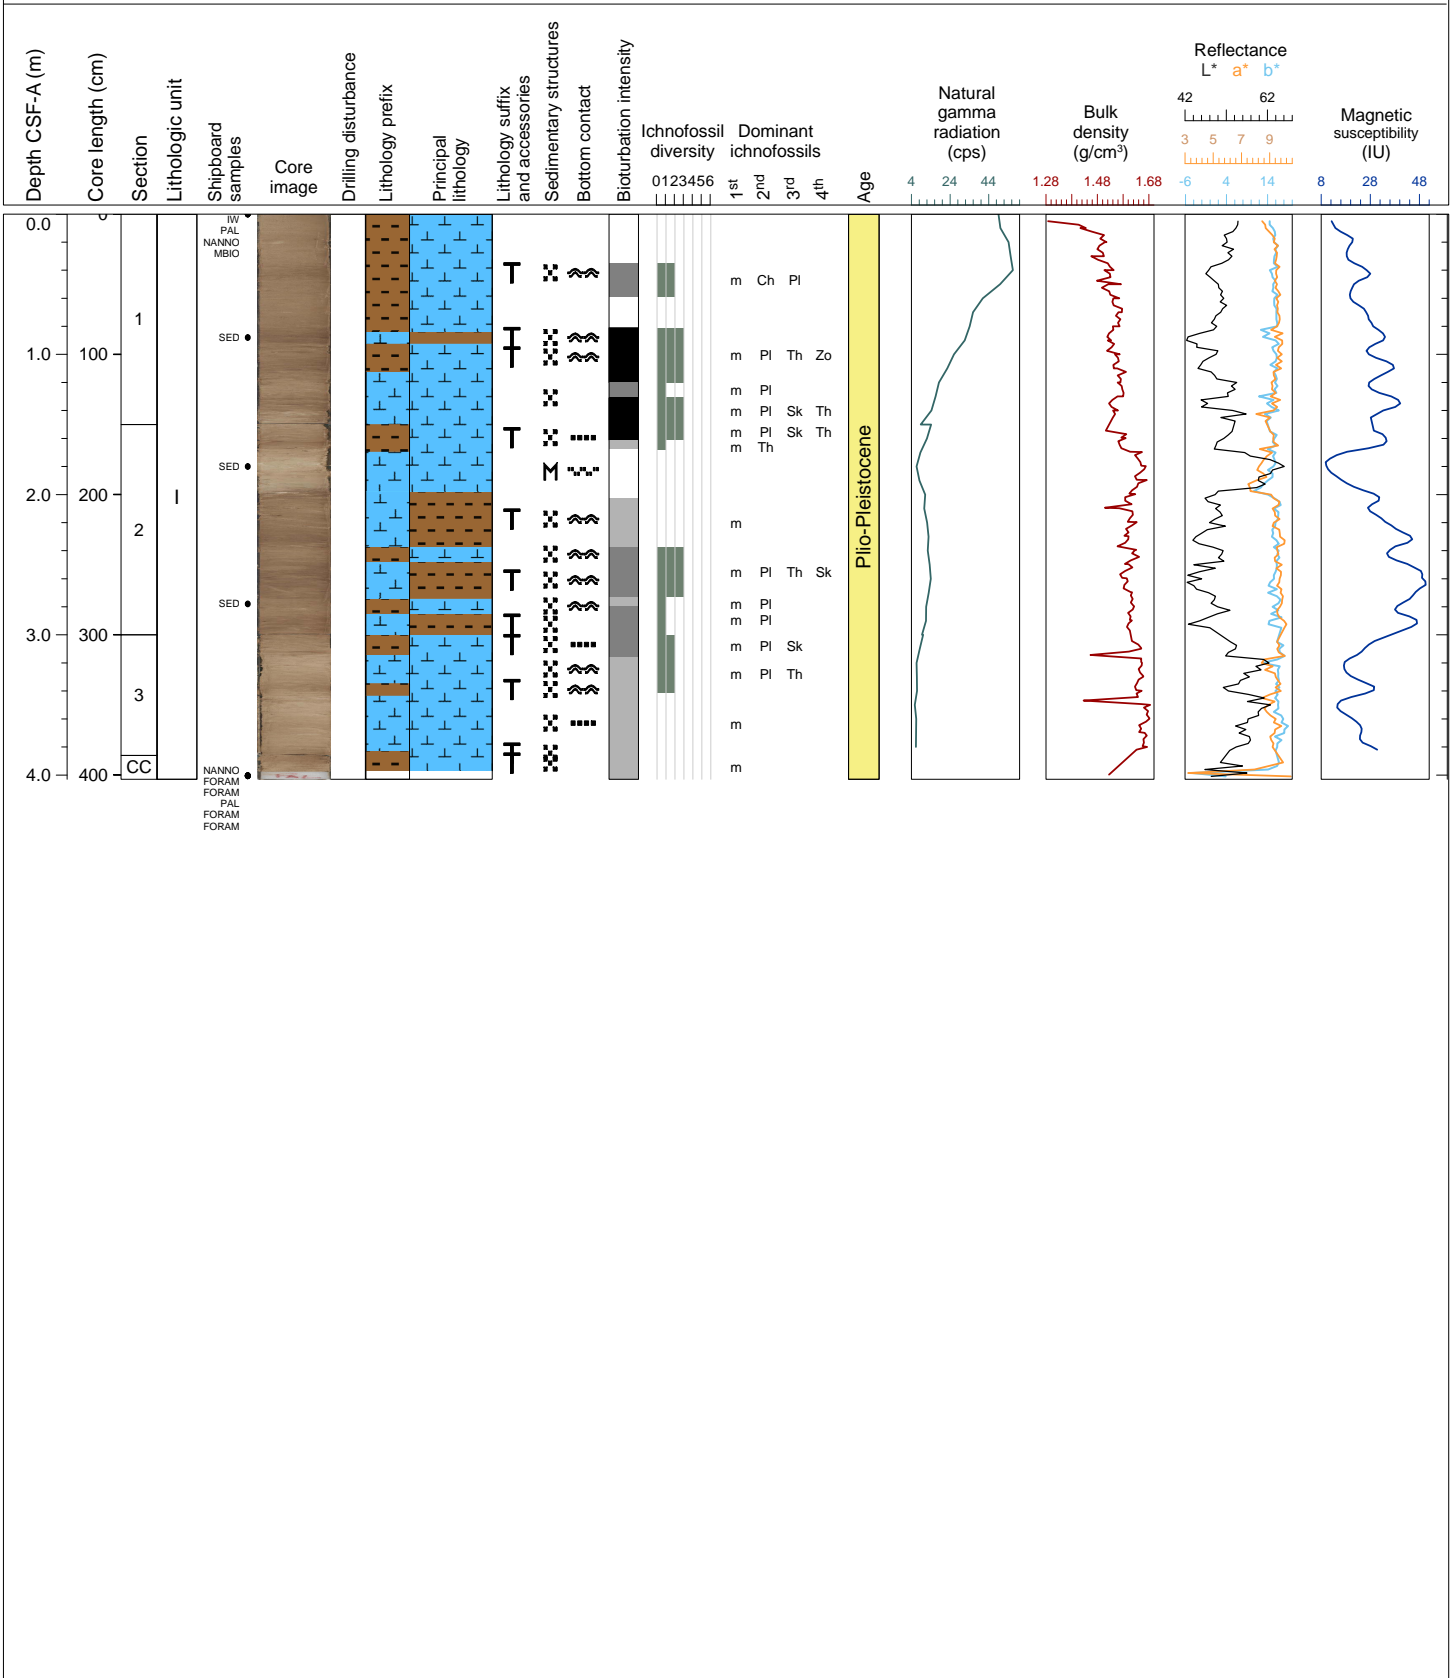 Depth CSF-A (m)
Core length (cm)
Section
Lithologic unit
Shipboard
samples
Core
image
Drilling disturbance
Lithology prefix
Principal
lithology
Lithology suffix
and accessories
Sedimentary structures
Bottom contact
Bioturbation intensity
Ichnofossil
diversity
0123456
Dominant
ichnofossils
1st 2nd 3rd 4th
Age
Natural
gamma
radiation
(cps)
4 24 44
Bulk
density
(g/cm³)
1.28 1.48 1.68
Reflectance
L* a* b*
42 62
3 5 7 9
-6 4 14
Magnetic
susceptibility
(IU)
8 28 48
0.0 0
IW
PAL
NANNO
MBIO
m Ch Pl
1
SED
1.0 100
m Pl Th Zo
m Pl
m Pl Sk Th
m Pl Sk Th
m Th
SED
M
2.0 200
I
m
2
m Pl Th Sk
SED
m Pl
m Pl
3.0 300
m Pl Sk
m Pl Th
3
m
CC
m
4.0 400
NANNO
FORAM
FORAM
PAL
FORAM
FORAM
Plio-Pleistocene